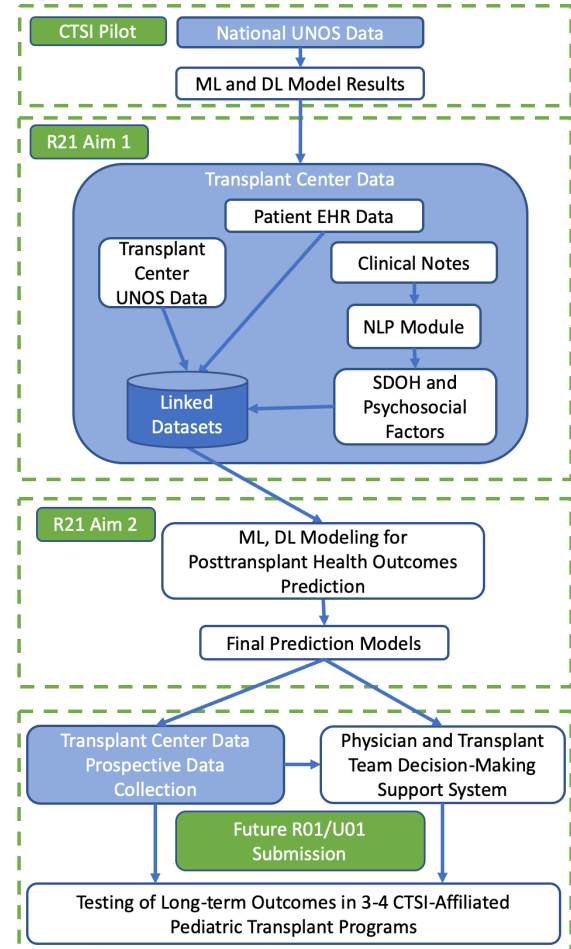 CTSI Pilot
National UNOS Data
ML and DL Model Results
R21 Aim 1
Transplant Center Data
Patient EHR Data
Transplant
Center
UNOS Data
Clinical Notes
NLP Module
Linked
Datasets
SDOH and
Psychosocial
Factors
R21 Aim 2
ML, DL Modeling for
Posttransplant Health Outcomes
Prediction
Final Prediction Models
Transplant Center Data
Prospective Data
Collection
Physician and Transplant
Team Decision-Making
Support System
Future R01/U01
Submission
Testing of Long-term Outcomes in 3-4 CTSI-Affiliated
Pediatric Transplant Programs